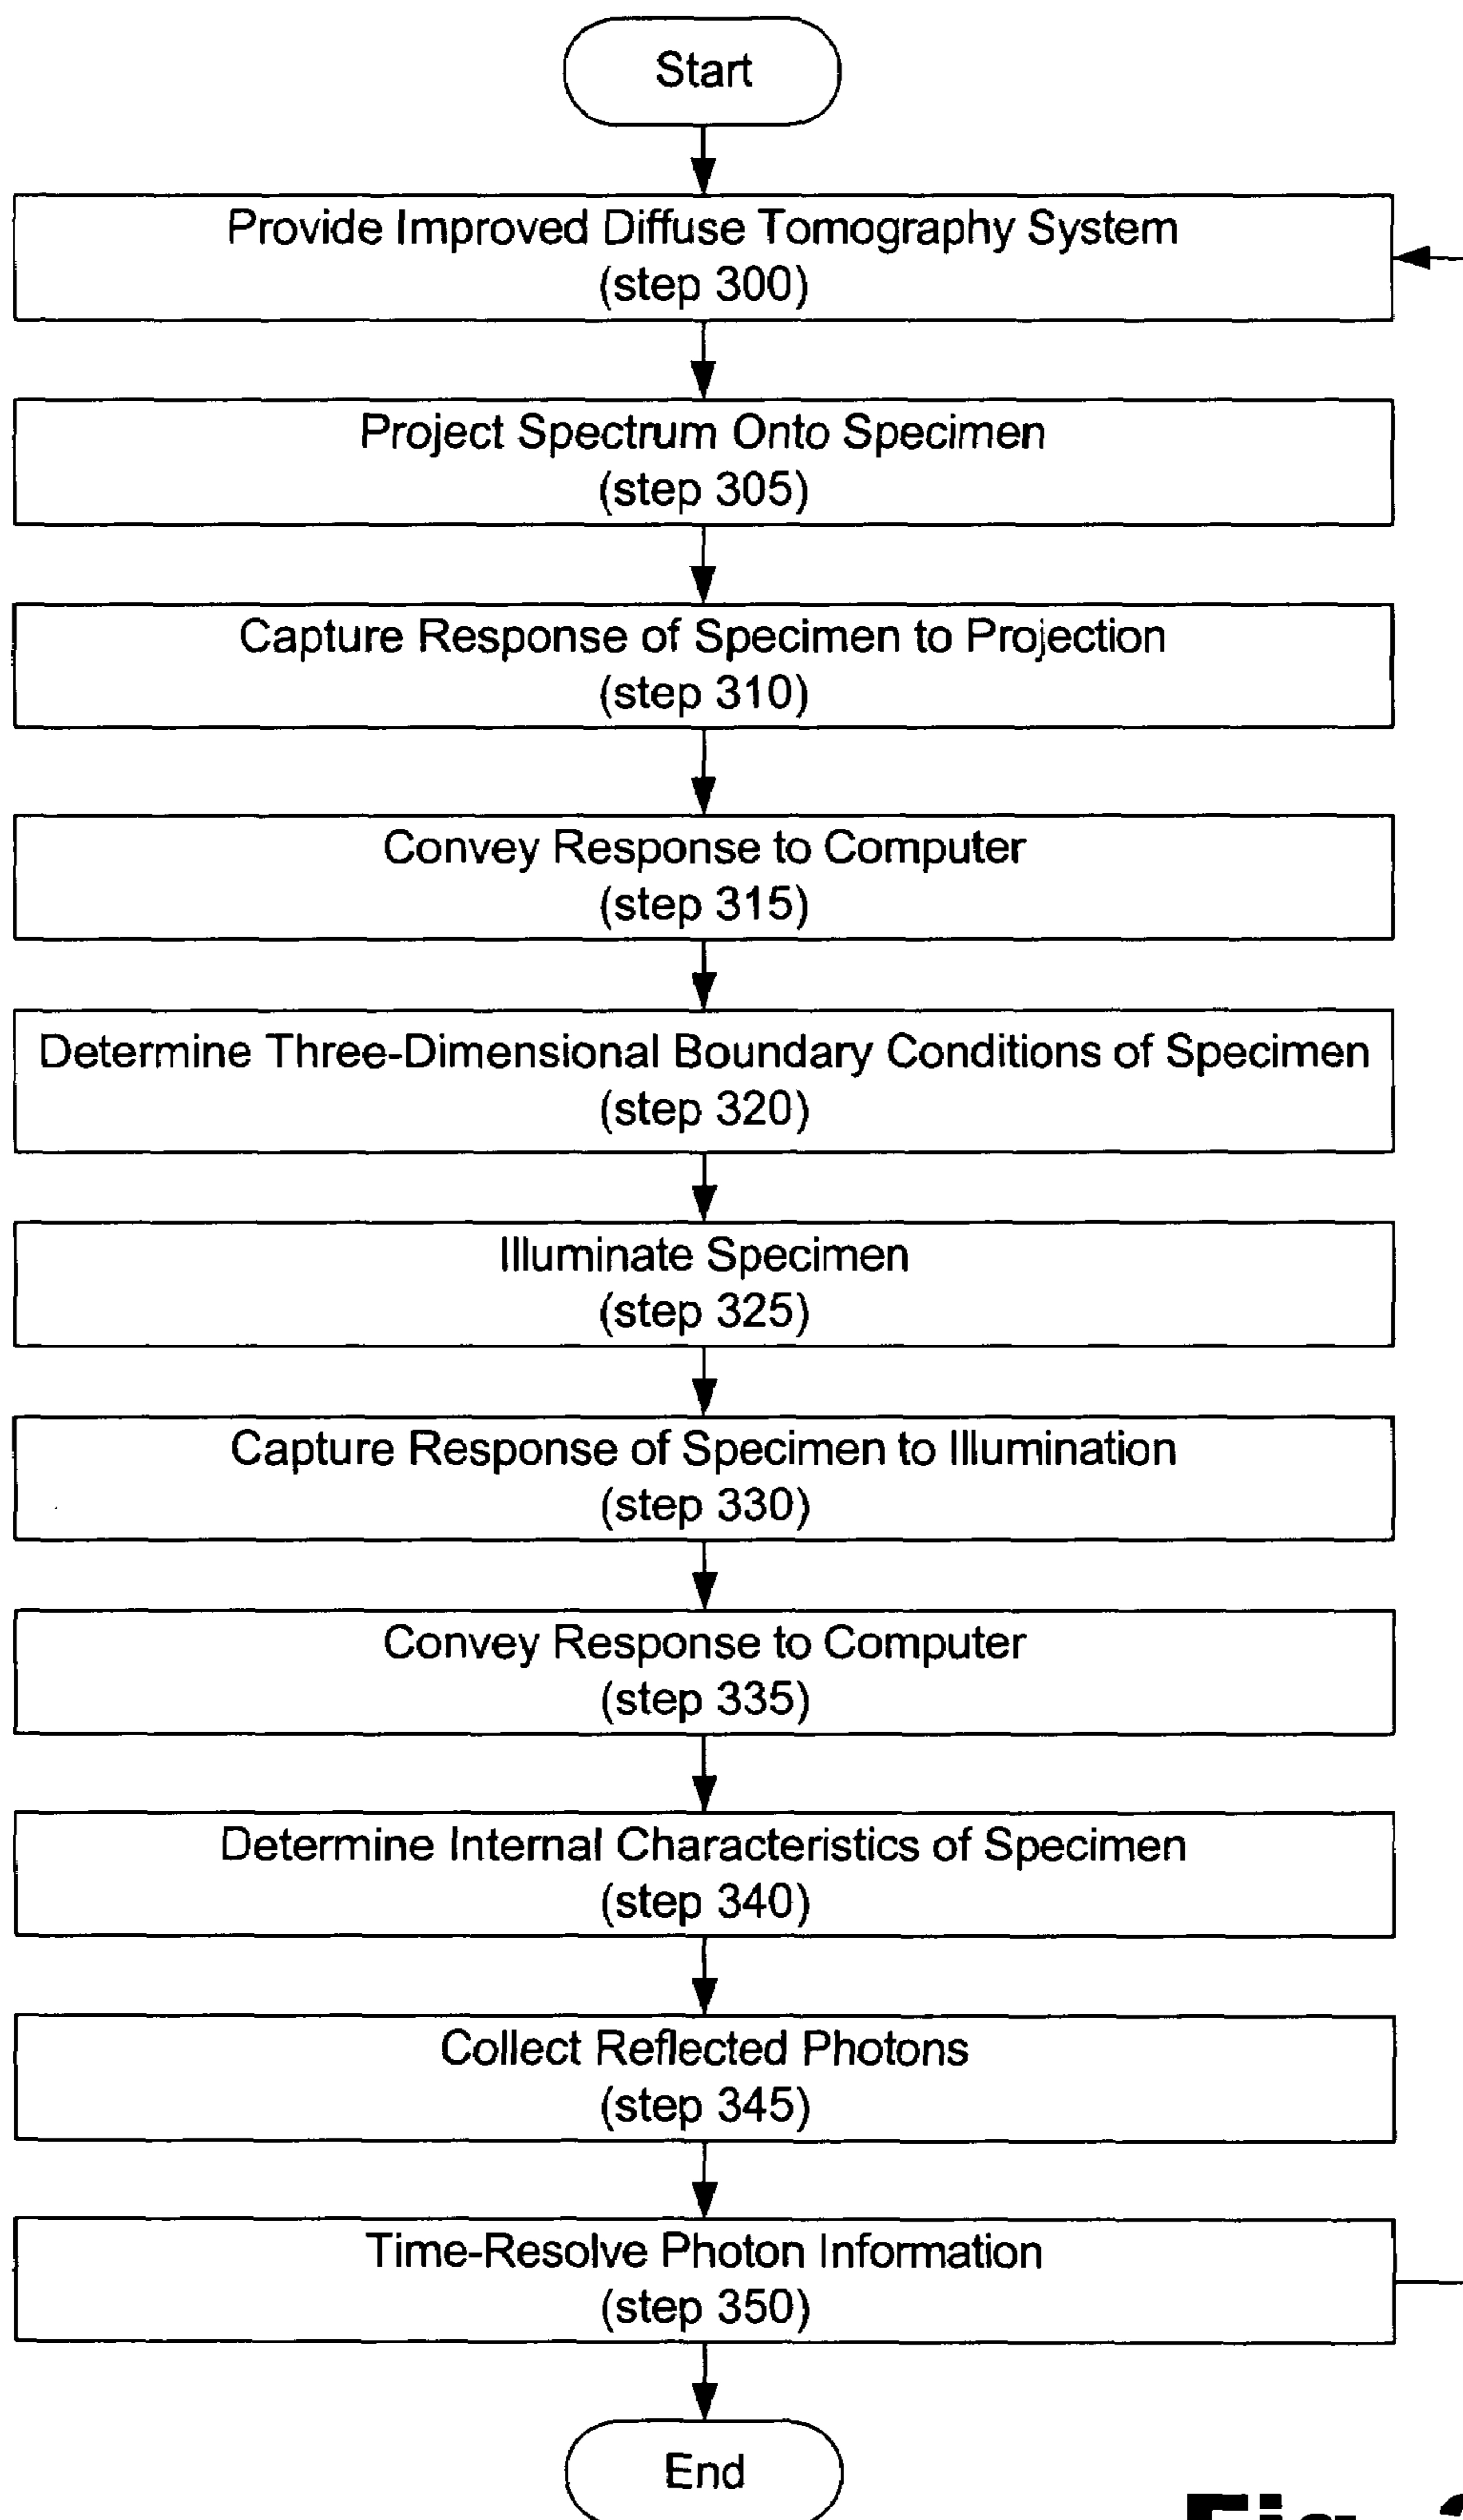 Start
Provide Improved Diffuse Tomography System
(step 300)
Project Spectrum Onto Specimen
(step 305)
Capture Response of Specimen to Projection
(step 310)
Convey Response to Computer
(step 315)
Determine Three-Dimensional Boundary Conditions of Specimen
(step 320)
Illuminate Specimen
(step 325)
Capture Response of Specimen to Illumination
(step 330)
Convey Response to Computer
(step 335)
Determine Internal Characteristics of Specimen
(step 340)
Collect Reflected Photons
(step 345)
Time-Resolve Photon Information
(step 350)
End